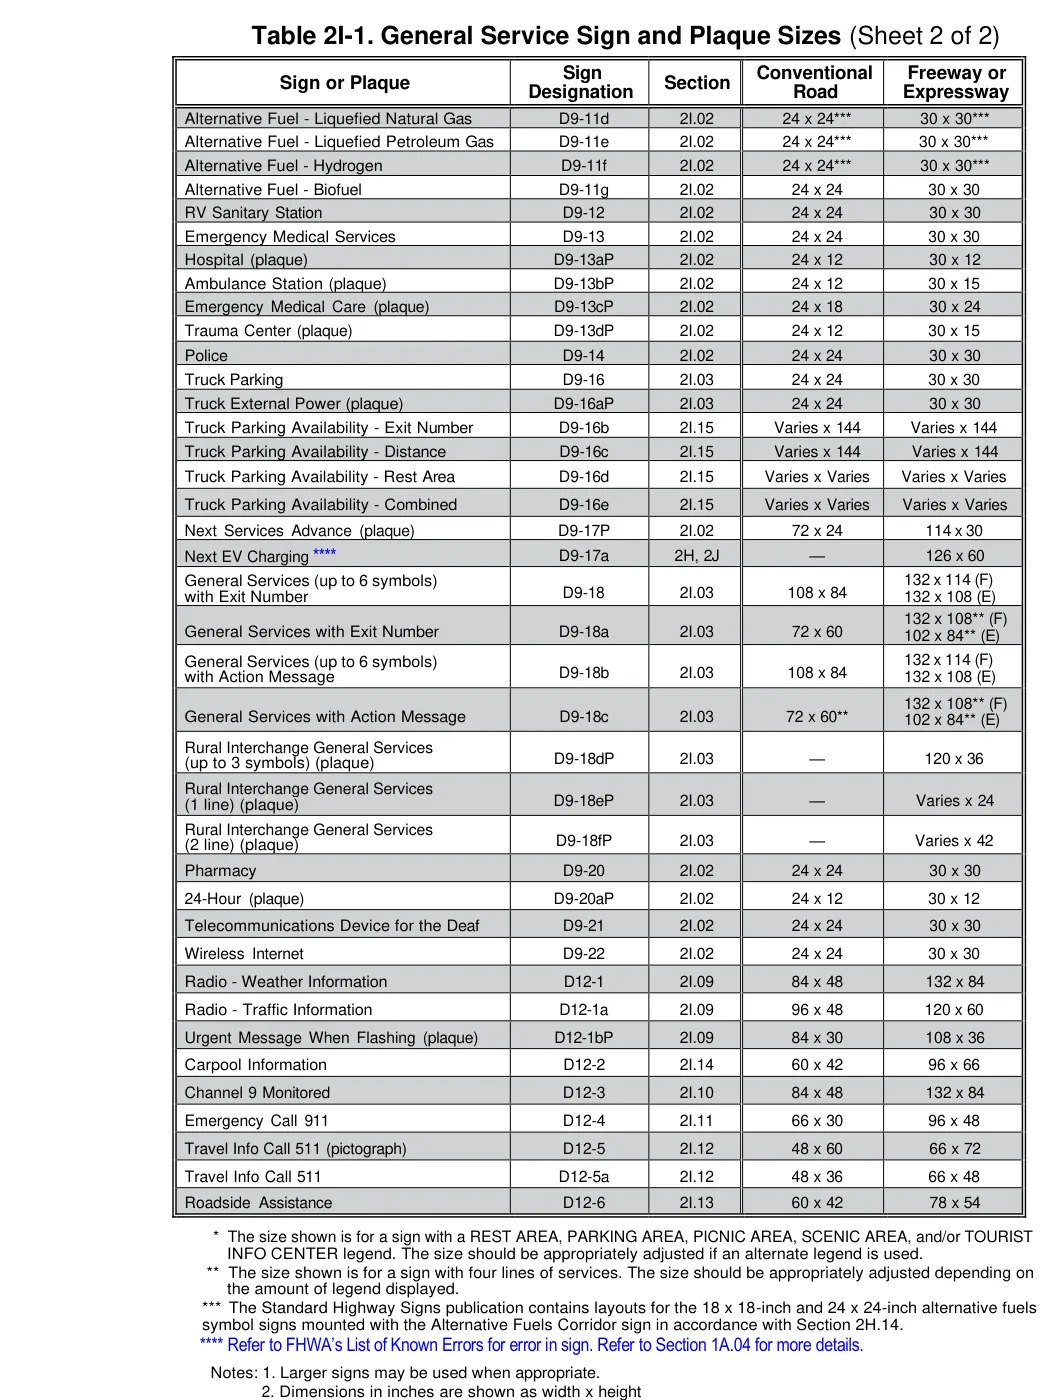 Table 2I-1. General Service Sign and Plaque Sizes (Sheet 2 of 2)
Sign or Plaque Sign Designation Section Conventional Road Freeway or Expressway
Alternative Fuel - Liquefied Natural Gas D9-11d 2I.02 24 x 24*** 30 x 30***
Alternative Fuel - Liquefied Petroleum Gas D9-11e 2I.02 24 x 24*** 30 x 30***
Alternative Fuel - Hydrogen D9-11f 2I.02 24 x 24*** 30 x 30***
Alternative Fuel - Biofuel D9-11g 2I.02 24 x 24 30 x 30
RV Sanitary Station D9-12 2I.02 24 x 24 30 x 30
Emergency Medical Services D9-13 2I.02 24 x 24 30 x 30
Hospital (plaque) D9-13aP 2I.02 24 x 12 30 x 12
Ambulance Station (plaque) D9-13bP 2I.02 24 x 12 30 x 15
Emergency Medical Care (plaque) D9-13cP 2I.02 24 x 18 30 x 24
Trauma Center (plaque) D9-13dP 2I.02 24 x 12 30 x 15
Police D9-14 2I.02 24 x 24 30 x 30
Truck Parking D9-16 2I.03 24 x 24 30 x 30
Truck External Power (plaque) D9-16aP 2I.03 24 x 24 30 x 30
Truck Parking Availability - Exit Number D9-16b 2I.15 Varies x 144 Varies x 144
Truck Parking Availability - Distance D9-16c 2I.15 Varies x 144 Varies x 144
Truck Parking Availability - Rest Area D9-16d 2I.15 Varies x Varies Varies x Varies
Truck Parking Availability - Combined D9-16e 2I.15 Varies x Varies Varies x Varies
Next Services Advance (plaque) D9-17P 2I.02 72 x 24 114 x 30
Next EV Charging **** D9-17a 2H, 2J — 126 x 60
General Services (up to 6 symbols)
with Exit Number D9-18 2I.03 108 x 84 132 x 114 (F)
132 x 108 (E)
General Services with Exit Number D9-18a 2I.03 72 x 60 132 x 108** (F)
102 x 84** (E)
General Services (up to 6 symbols)
with Action Message D9-18b 2I.03 108 x 84 132 x 114 (F)
132 x 108 (E)
General Services with Action Message D9-18c 2I.03 72 x 60** 132 x 108** (F)
102 x 84** (E)
Rural Interchange General Services
(up to 3 symbols) (plaque) D9-18dP 2I.03 — 120 x 36
Rural Interchange General Services
(1 line) (plaque) D9-18eP 2I.03 — Varies x 24
Rural Interchange General Services
(2 line) (plaque) D9-18fP 2I.03 — Varies x 42
Pharmacy D9-20 2I.02 24 x 24 30 x 30
24-Hour (plaque) D9-20aP 2I.02 24 x 12 30 x 12
Telecommunications Device for the Deaf D9-21 2I.02 24 x 24 30 x 30
Wireless Internet D9-22 2I.02 24 x 24 30 x 30
Radio - Weather Information D12-1 2I.09 84 x 48 132 x 84
Radio - Traffic Information D12-1a 2I.09 96 x 48 120 x 60
Urgent Message When Flashing (plaque) D12-1bP 2I.09 84 x 30 108 x 36
Carpool Information D12-2 2I.14 60 x 42 96 x 66
Channel 9 Monitored D12-3 2I.10 84 x 48 132 x 84
Emergency Call 911 D12-4 2I.11 66 x 30 96 x 48
Travel Info Call 511 (pictograph) D12-5 2I.12 48 x 60 66 x 72
Travel Info Call 511 D12-5a 2I.12 48 x 36 66 x 48
Roadside Assistance D12-6 2I.13 60 x 42 78 x 54
* The size shown is for a sign with a REST AREA, PARKING AREA, PICNIC AREA, SCENIC AREA, and/or TOURIST
INFO CENTER legend. The size should be appropriately adjusted if an alternate legend is used.
** The size shown is for a sign with four lines of services. The size should be appropriately adjusted depending on
the amount of legend displayed.
*** The Standard Highway Signs publication contains layouts for the 18 x 18-inch and 24 x 24-inch alternative fuels
symbol signs mounted with the Alternative Fuels Corridor sign in accordance with Section 2H.14.
**** Refer to FHWA's List of Known Errors for error in sign. Refer to Section 1A.04 for more details.
Notes: 1. Larger signs may be used when appropriate.
2. Dimensions in inches are shown as width x height